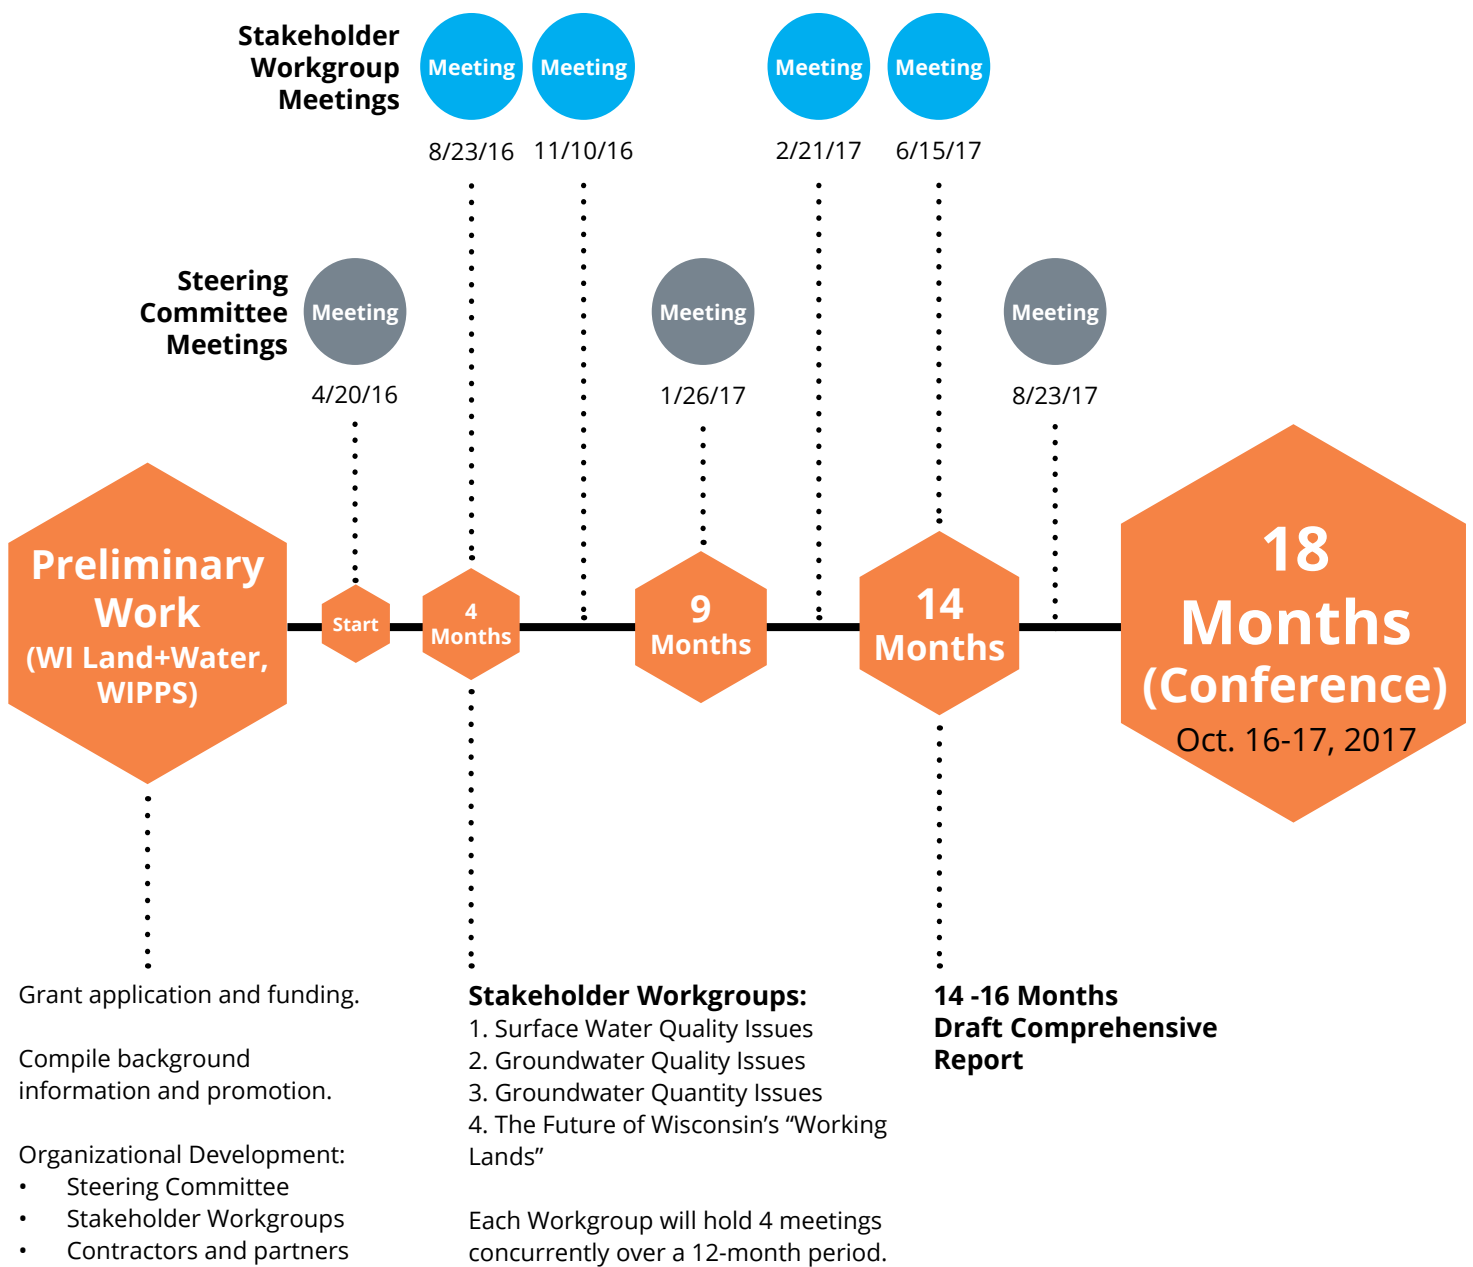 Stakeholder
Workgroup
Meetings
Meeting
Meeting
Meeting
Meeting
8/23/16
11/10/16
2/21/17
6/15/17
Steering
Committee
Meetings
Meeting
Meeting
Meeting
4/20/16
1/26/17
8/23/17
Preliminary
Work
(WI Land+Water,
WIPPS)
Start
4
Months
9
Months
14
Months
18
Months
(Conference)
Oct. 16-17, 2017
Grant application and funding.
Compile background
information and promotion.
Organizational Development:
• Steering Committee
• Stakeholder Workgroups
• Contractors and partners
Stakeholder Workgroups:
1. Surface Water Quality Issues
2. Groundwater Quality Issues
3. Groundwater Quantity Issues
4. The Future of Wisconsin’s “Working
Lands”
Each Workgroup will hold 4 meetings
concurrently over a 12-month period.
14 -16 Months
Draft Comprehensive
Report